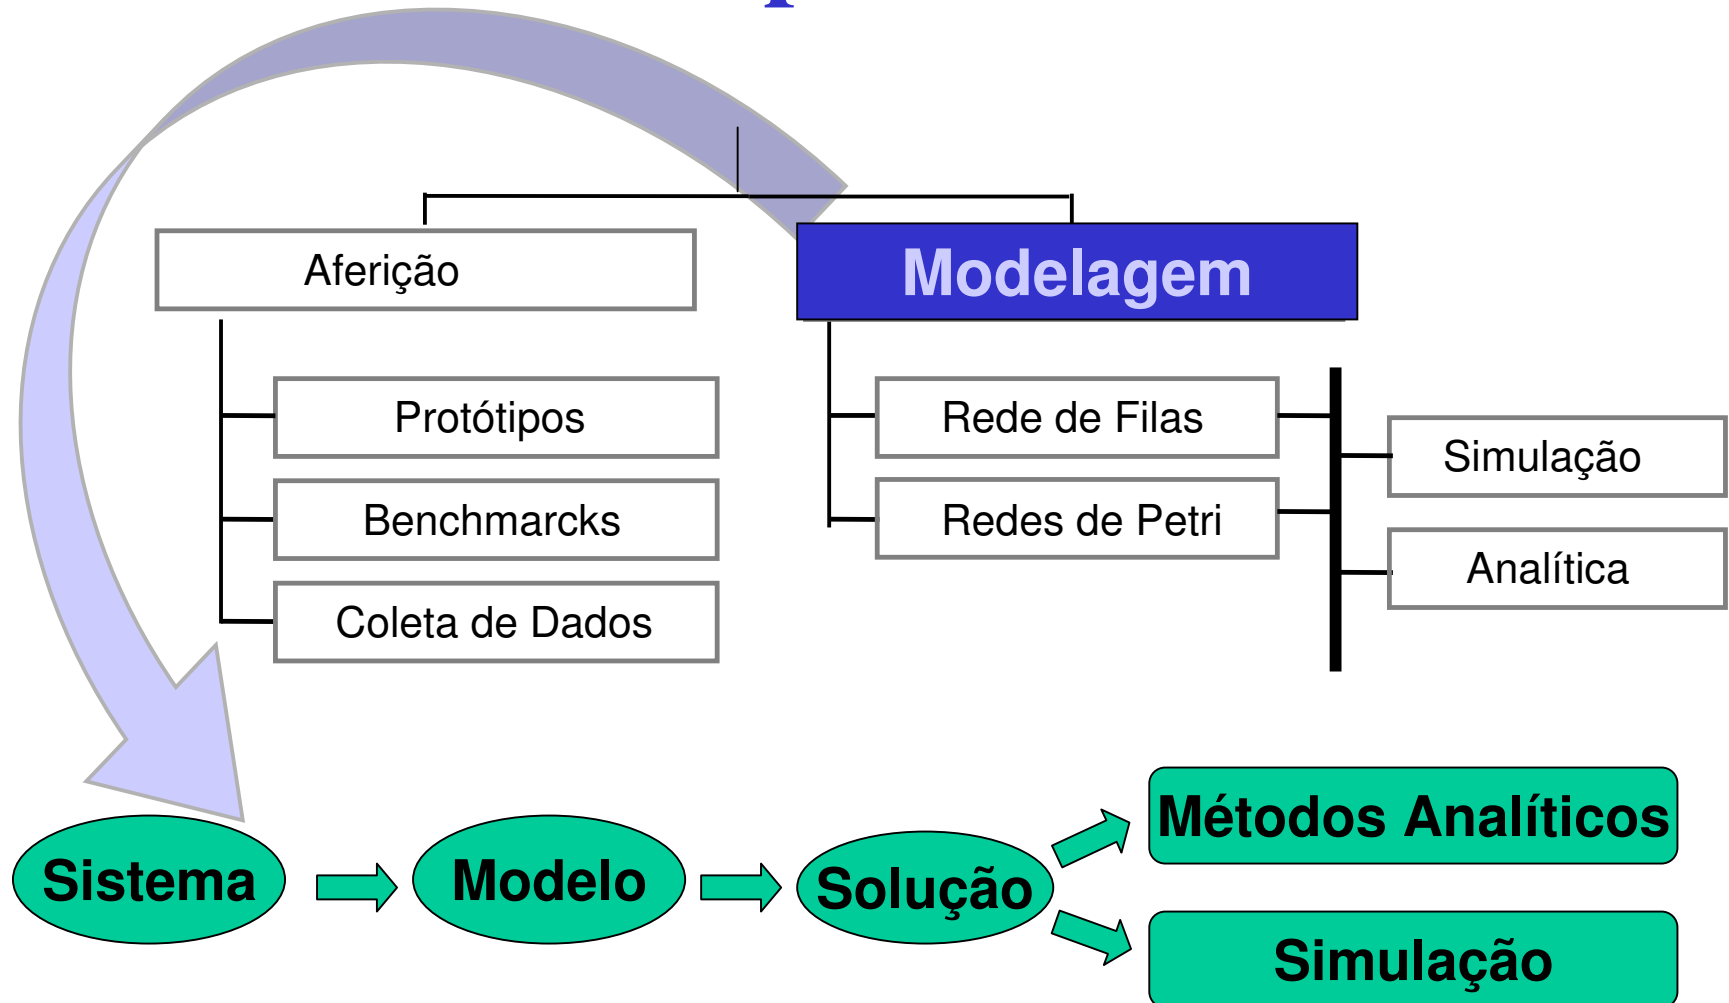 Aferição
Modelagem
Protótipos
Benchmarcks
Coleta de Dados
Rede de Filas
Redes de Petri
Simulação
Analítica
Sistema
Modelo
Solução
Métodos Analíticos
Simulação